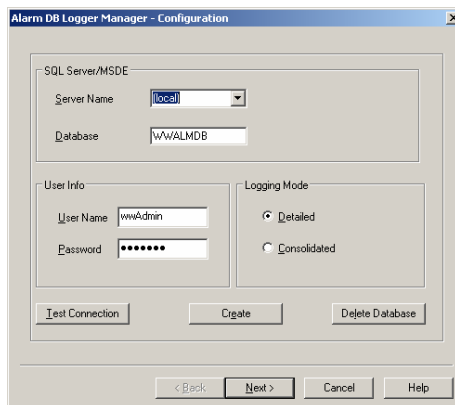 Alarm DB Logger Manager - Configuration
SQL Server/MSDE
Server Name (local)
Database WWALMDB
User Info
Logging Mode
User Name wwAdmin
Detailed
Password •••••••
Consolidated
Test Connection Create Delete Database
< Back Next > Cancel Help